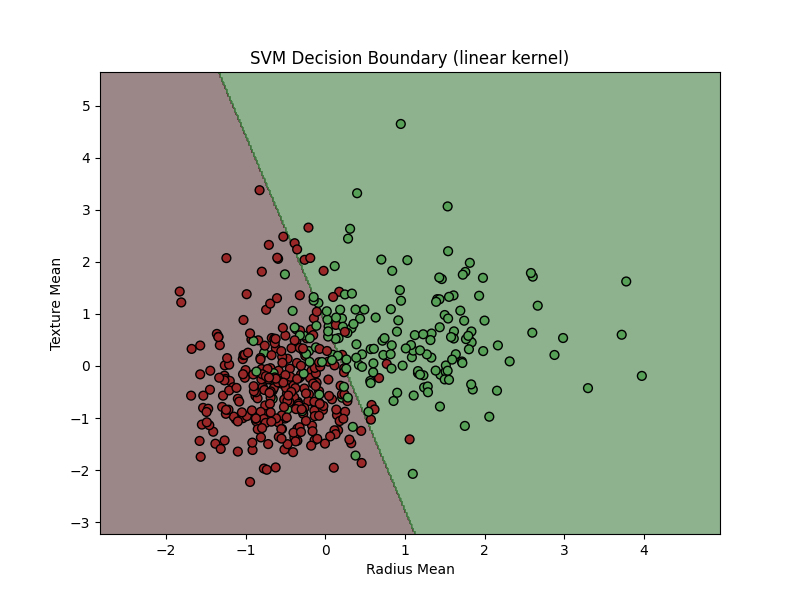 SVM Decision Boundary (linear kernel)
Texture Mean
5
4
3
2
1
0
−1
−2
−3
−2 −1 0 1 2 3 4
Radius Mean